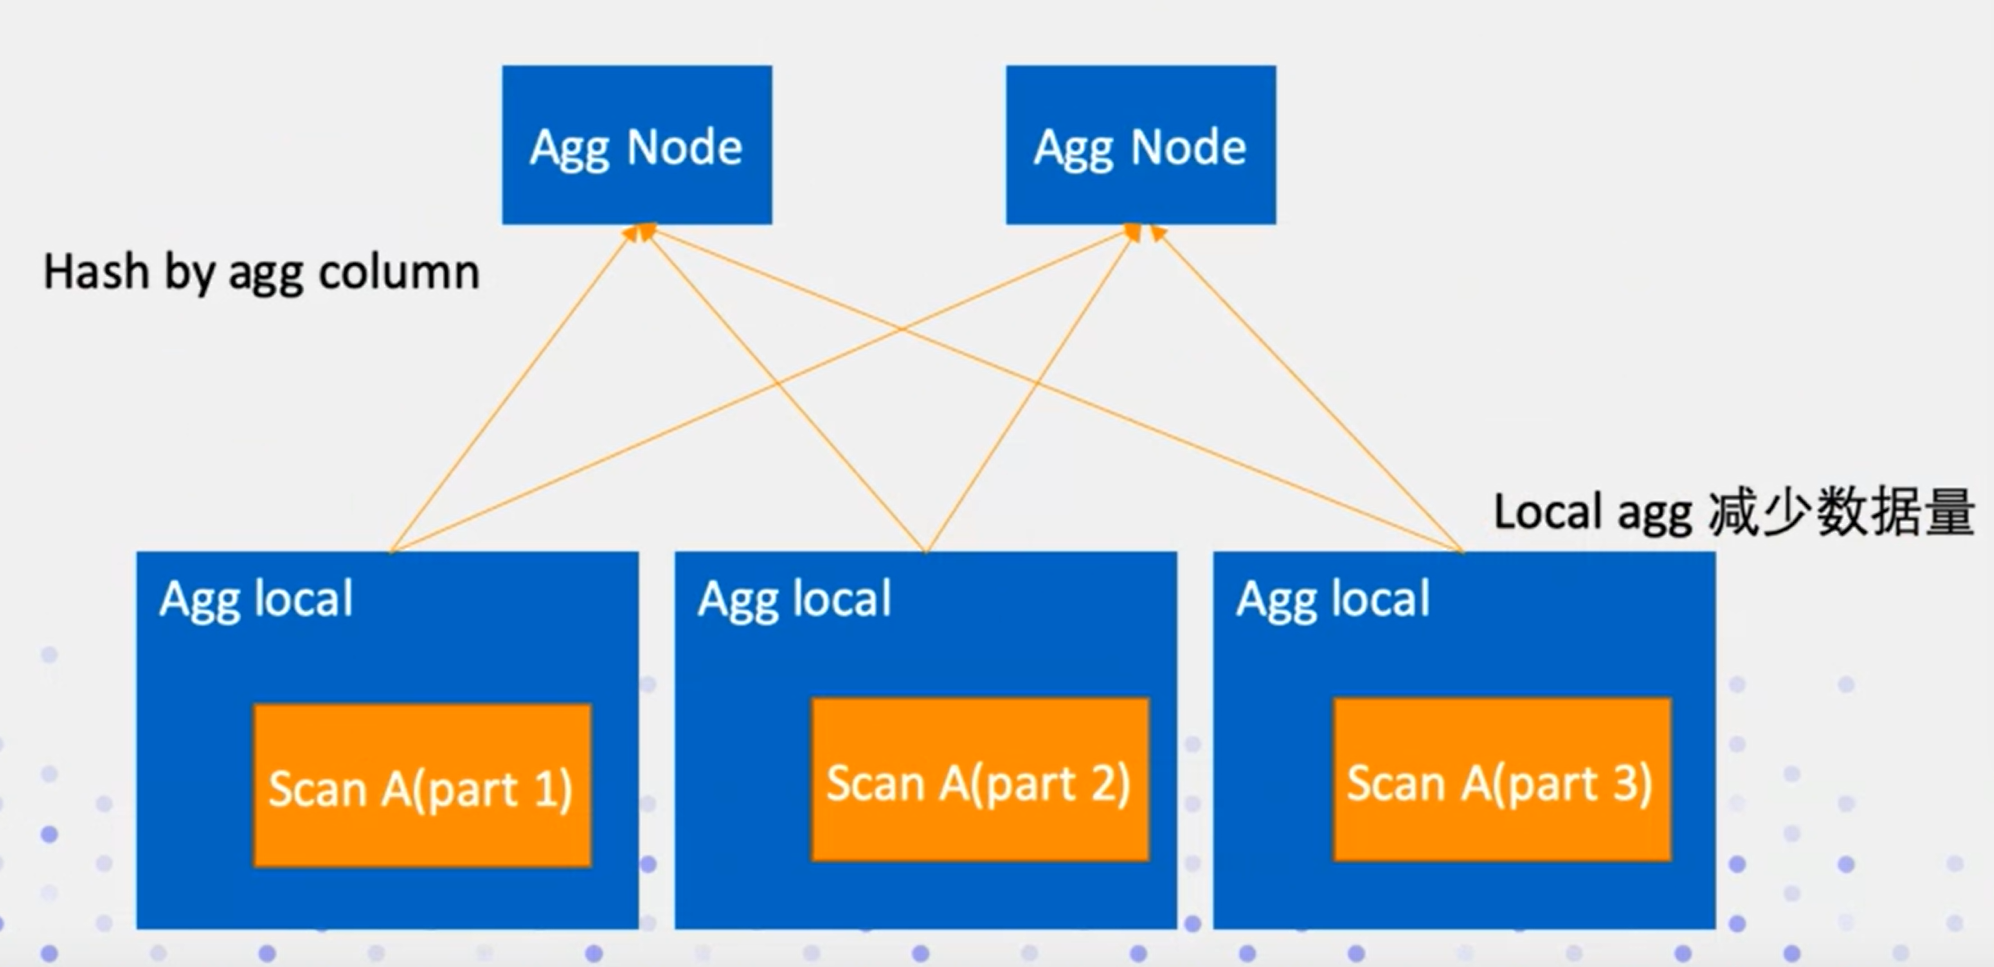 Agg Node
Agg Node
Hash by agg column
Local agg 减少数据量
Agg local
Agg local
Agg local
Scan A(part 1)
Scan A(part 2)
Scan A(part 3)